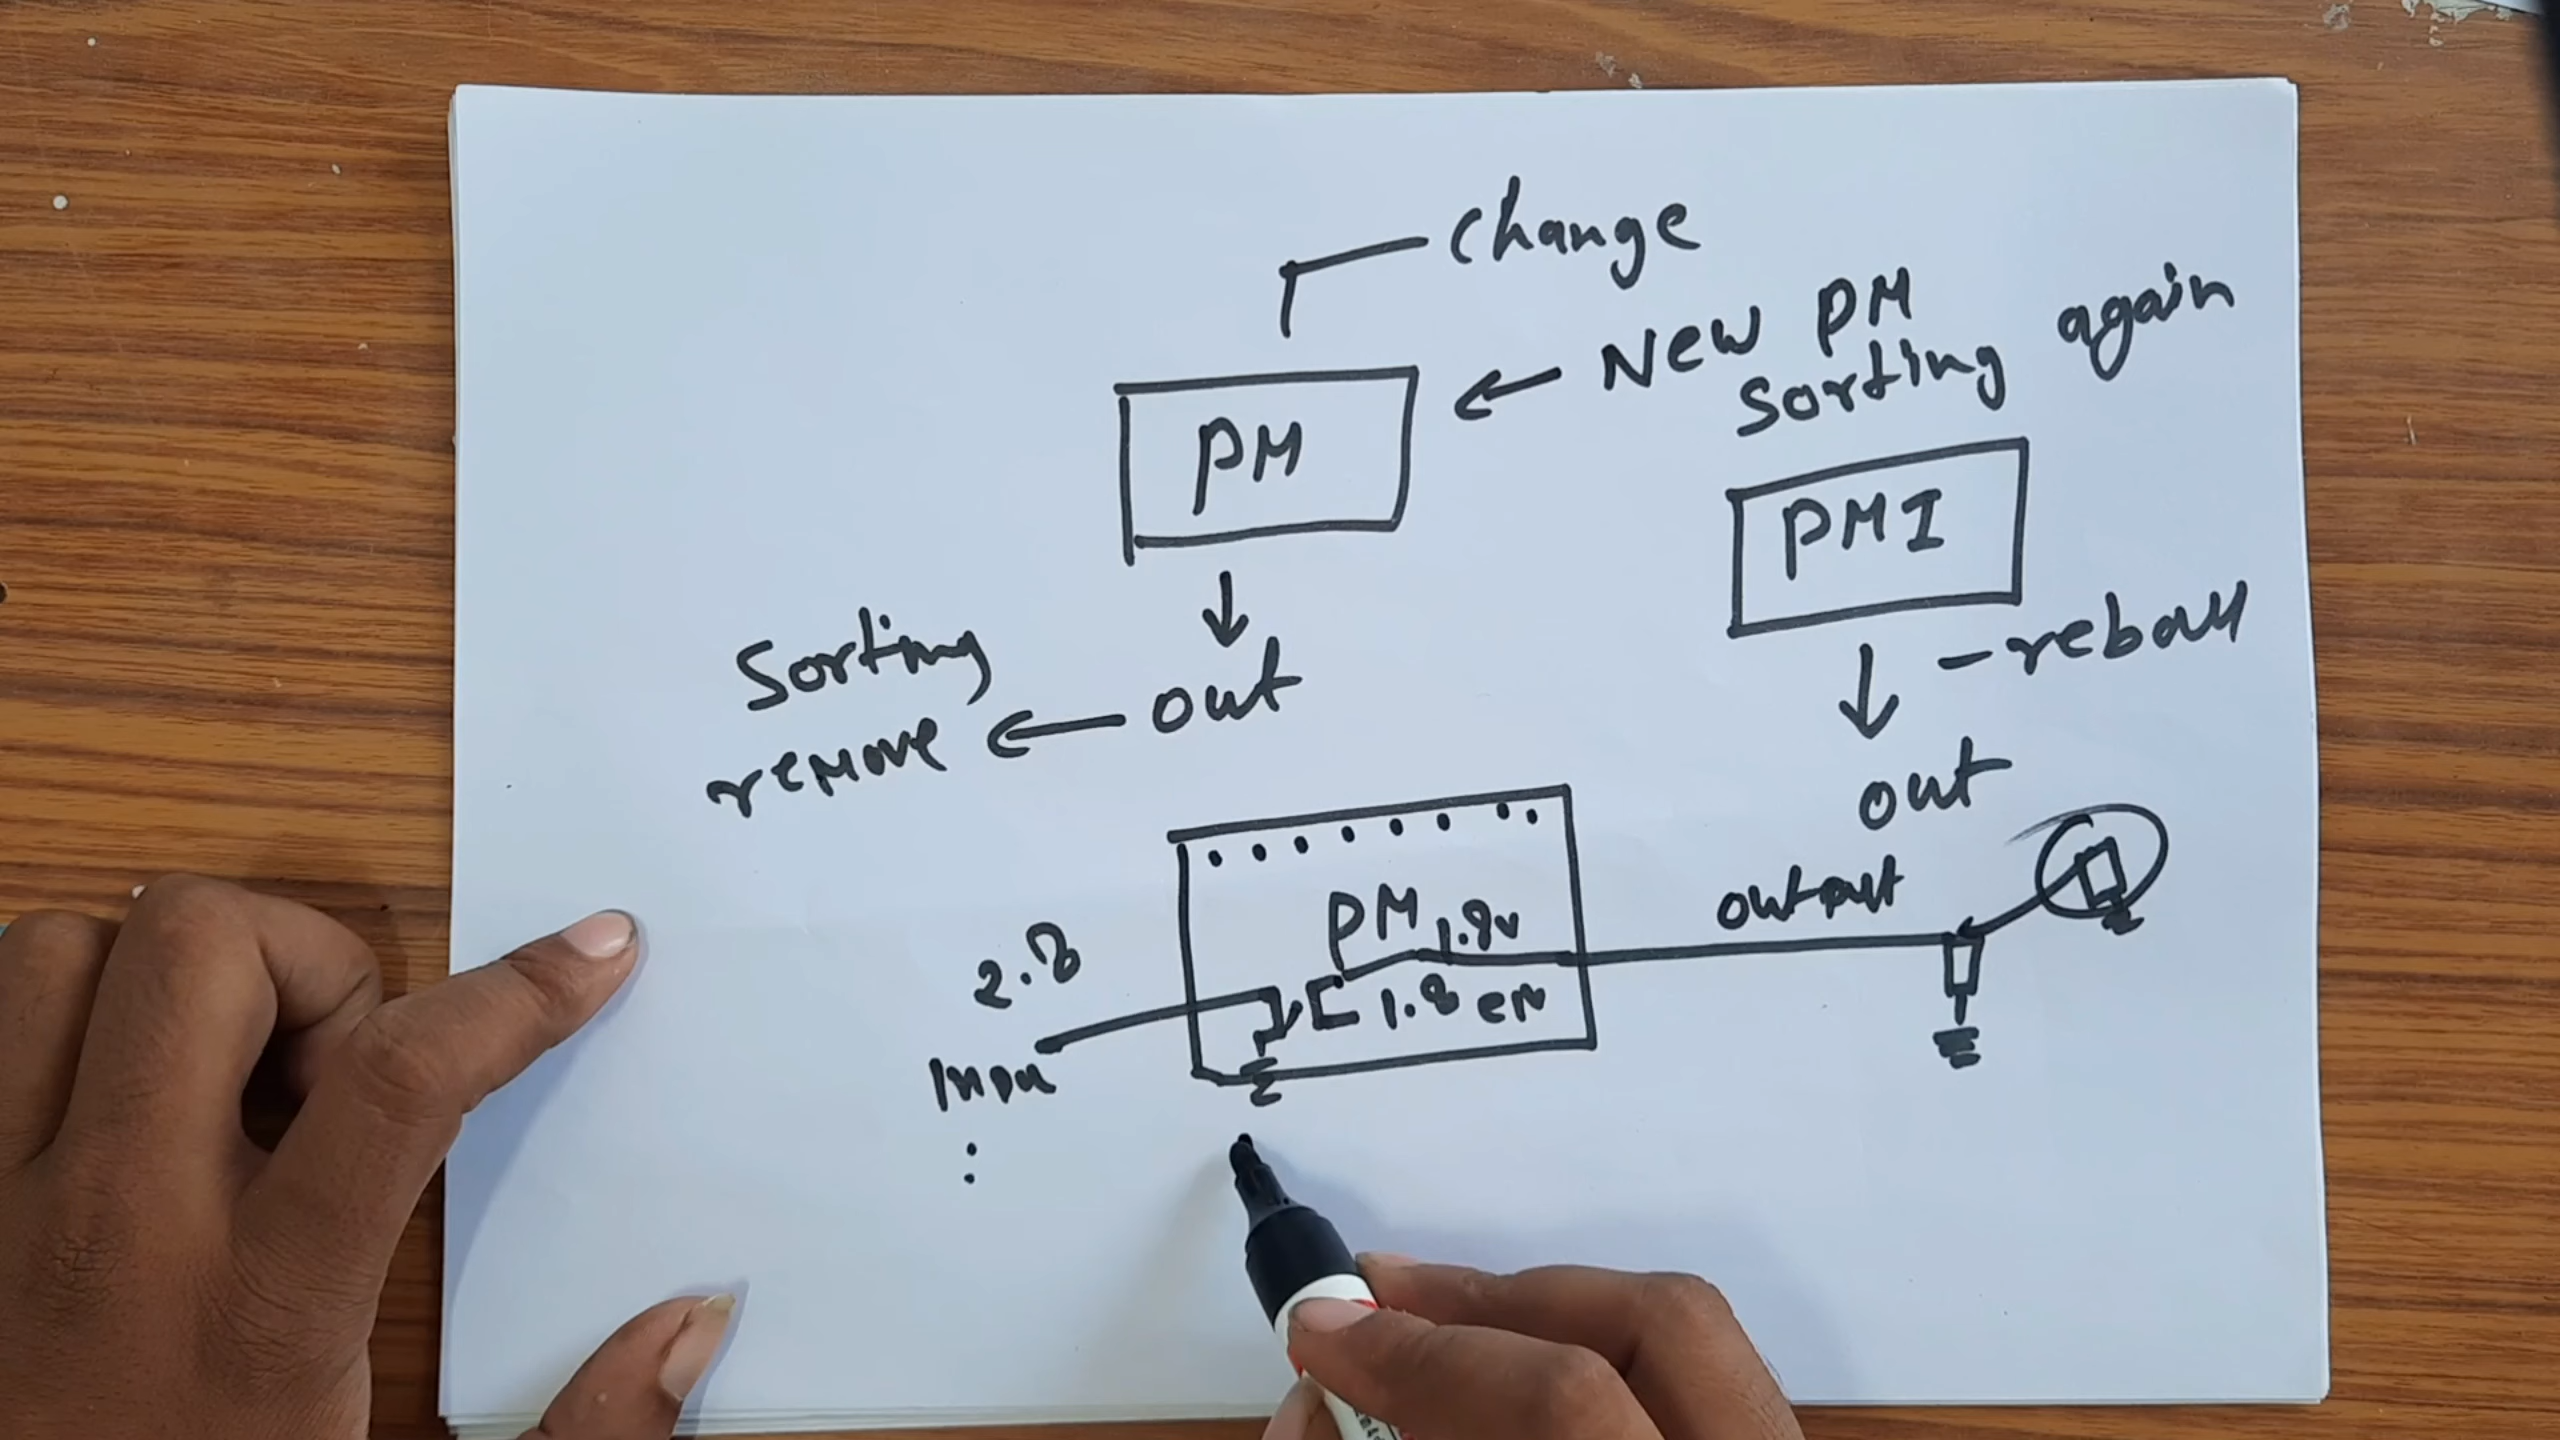 change
New PM
sorting again
PM
PMI
sorting
remove
out
-reball
out
PM
output
1.8v
2.8
1.8 en
Inpu
: